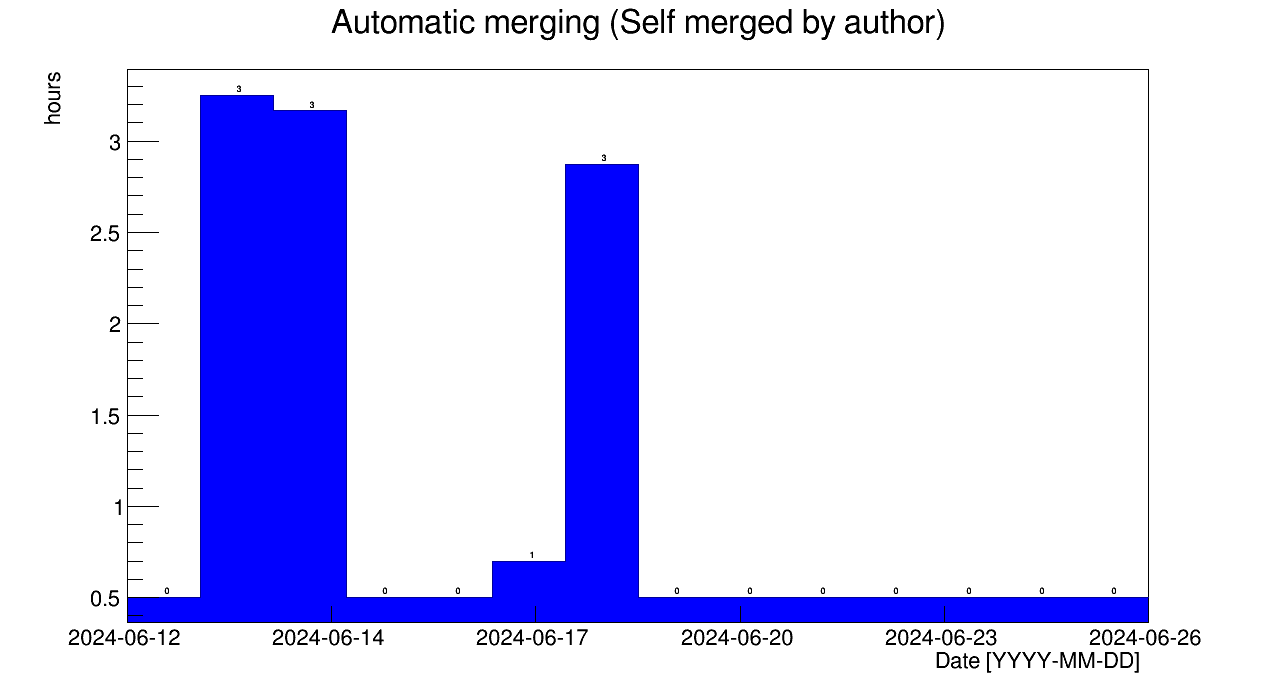 Automatic merging (Self merged by author)
hours
3
2.5
2
1.5
1
0.5
0 3 3 0 0 1 3 0 0 0 0 0 0 0
2024-06-12 2024-06-14 2024-06-17 2024-06-20 2024-06-23 2024-06-26
Date [YYYY-MM-DD]